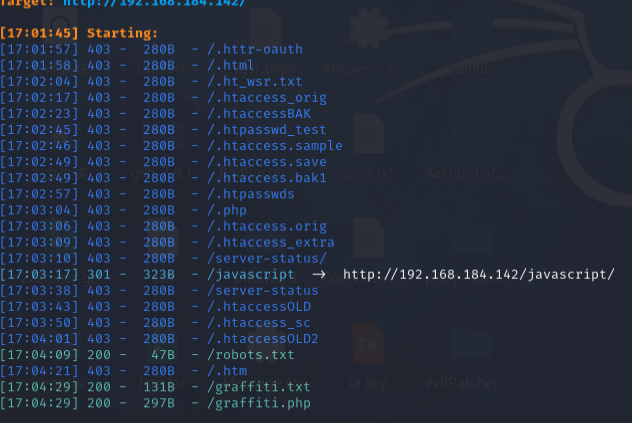 Target: http://192.168.184.142/
[17:01:45] Starting:
[17:01:57] 403 - 280B - /.httr-oauth
[17:01:58] 403 - 280B - /.html
[17:02:04] 403 - 280B - /.ht_wsr.txt
[17:02:17] 403 - 280B - /.htaccess_orig
[17:02:23] 403 - 280B - /.htaccessBAK
[17:02:45] 403 - 280B - /.htpasswd_test
[17:02:46] 403 - 280B - /.htaccess.sample
[17:02:49] 403 - 280B - /.htaccess.save
[17:02:49] 403 - 280B - /.htaccess.bak1
[17:02:57] 403 - 280B - /.htpasswds
[17:03:04] 403 - 280B - /.php
[17:03:06] 403 - 280B - /.htaccess.orig
[17:03:09] 403 - 280B - /.htaccess_extra
[17:03:10] 403 - 280B - /server-status/
[17:03:17] 301 - 323B - /javascript → http://192.168.184.142/javascript/
[17:03:38] 403 - 280B - /server-status
[17:03:43] 403 - 280B - /.htaccessOLD
[17:03:50] 403 - 280B - /.htaccess_sc
[17:04:01] 403 - 280B - /.htaccessOLD2
[17:04:09] 200 - 47B - /robots.txt
[17:04:21] 403 - 280B - /.htm
[17:04:29] 200 - 131B - /graffiti.txt
[17:04:29] 200 - 297B - /graffiti.php
ASCService...
pass.txt
ta.key
evilPatcher...